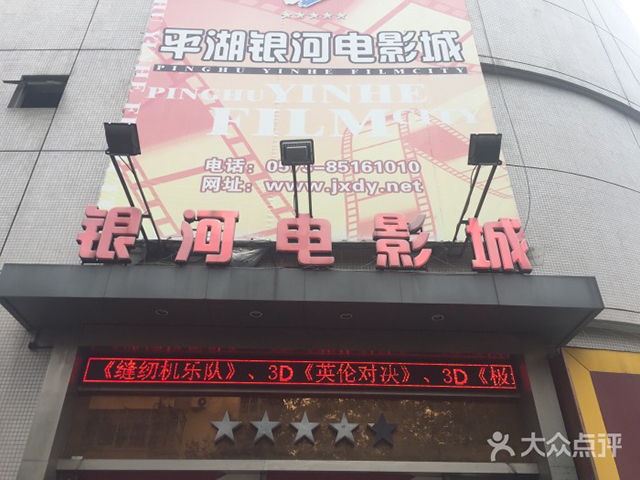 平湖银河电影城
PINGHU YINHE FILMCITY
PINGHU YINHE
FILM CITY
电话：0573-85161010
网址：www.jxdy.net
银河电影城
《缝纫机乐队》、3D《英伦对决》、3D《极
大众点评